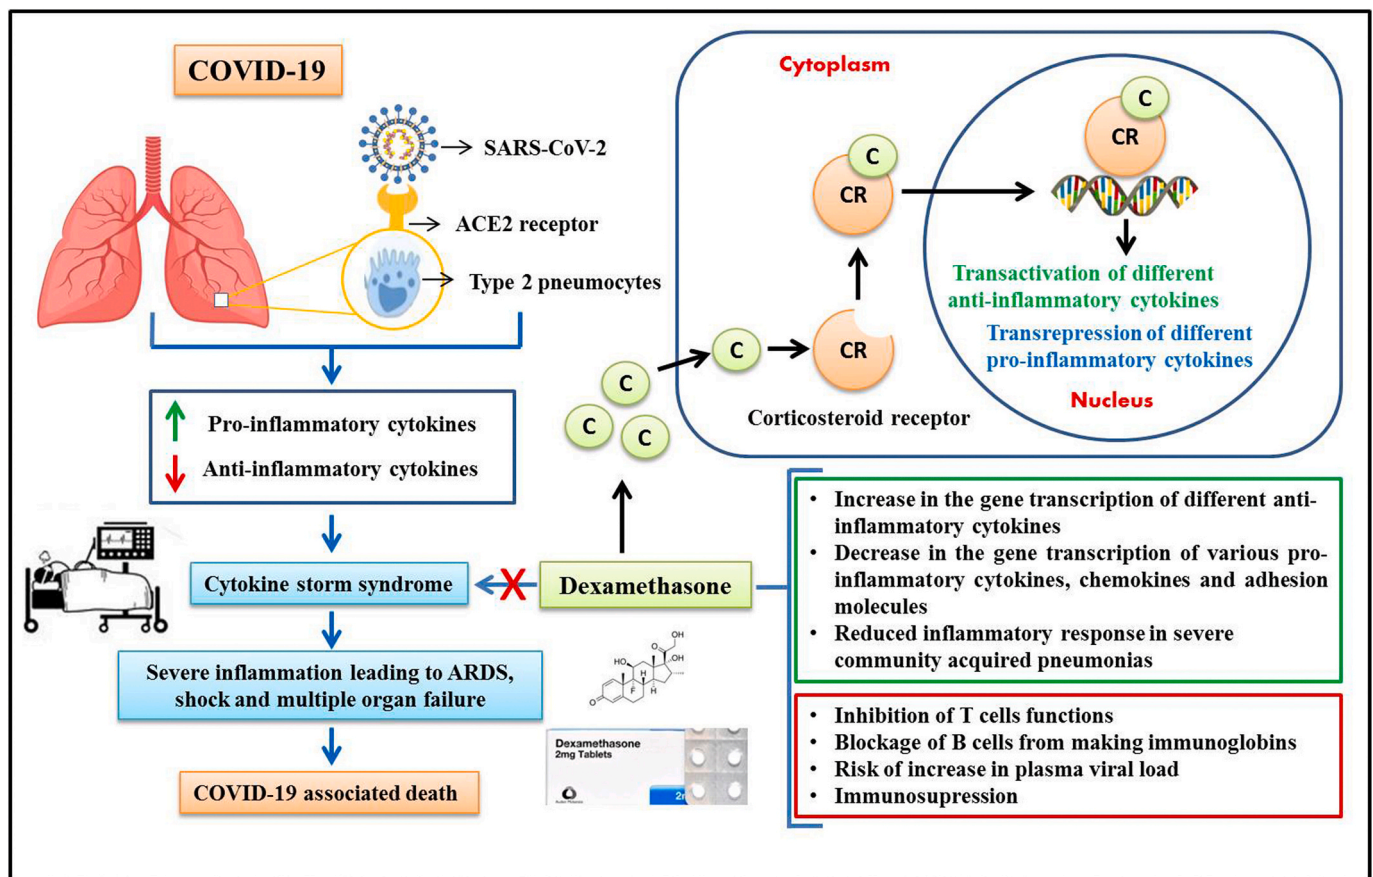 COVID-19
SARS-CoV-2
ACE2 receptor
Type 2 pneumocytes
Pro-inflammatory cytokines
Anti-inflammatory cytokines
Cytokine storm syndrome
Severe inflammation leading to ARDS,
shock and multiple organ failure
COVID-19 associated death
X
Dexamethasone
C
C
C
Cytoplasm
C
CR
Corticosteroid receptor
C
CR
C
CR
Transactivation of different
anti-inflammatory cytokines
Transrepression of different
pro-inflammatory cytokines
Nucleus
OH
O
OH
HO
H
F
H
H
O
Dexamethasone
2mg Tablets
• Increase in the gene transcription of different anti-
inflammatory cytokines
• Decrease in the gene transcription of various pro-
inflammatory cytokines, chemokines and adhesion
molecules
• Reduced inflammatory response in severe
community acquired pneumonias
• Inhibition of T cells functions
• Blockage of B cells from making immunoglobins
• Risk of increase in plasma viral load
• Immunosupression